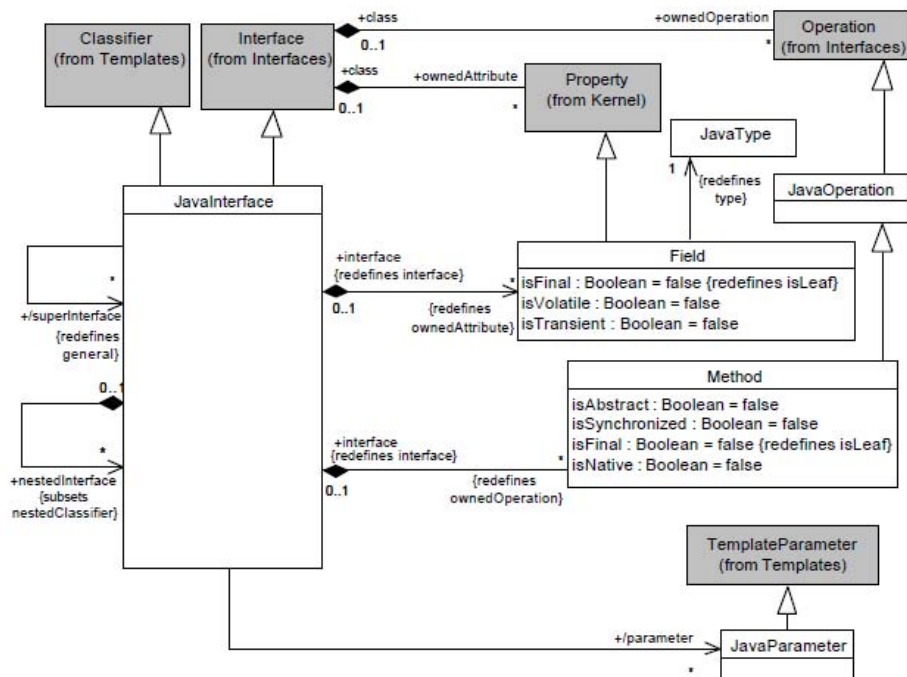 +class
+ownedOperation
Classifier
(from Templates)
Interface
(from Interfaces)
Operation
(from Interfaces)
0..1
*
+class
+ownedAttribute
Property
(from Kernel)
0..1
*
JavaType
1
{redefines
type}
JavaOperation
JavaInterface
+interface
{redefines interface}
0..1
*
{redefines
ownedAttribute}
Field
isFinal : Boolean = false {redefines isLeaf}
isVolatile : Boolean = false
isTransient : Boolean = false
*
+/superInterface
{redefines
general}
0..1
*
+nestedInterface
{subsets
nestedClassifier}
Method
isAbstract : Boolean = false
isSynchronized : Boolean = false
isFinal : Boolean = false {redefines isLeaf}
isNative : Boolean = false
+interface
{redefines interface}
0..1
*
{redefines
ownedOperation}
TemplateParameter
(from Templates)
+/parameter
*
JavaParameter